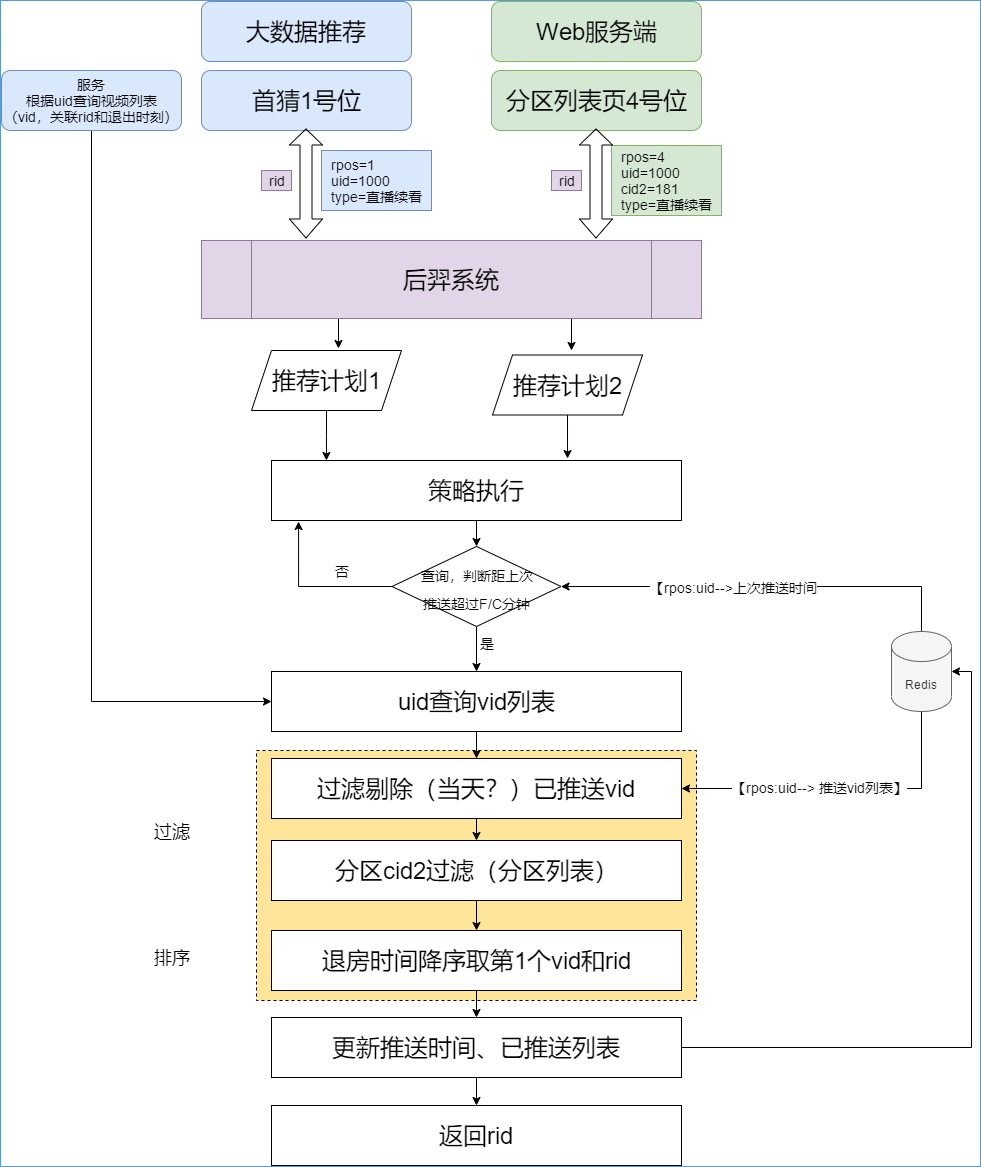 大数据推荐
Web服务端
服务
根据uid查询视频列表
（vid，关联rid和退出时刻）
首猜1号位
分区列表页4号位
rid
rpos=1
uid=1000
type=直播续看
rid
rpos=4
uid=1000
cid2=181
type=直播续看
后羿系统
推荐计划1
推荐计划2
策略执行
否
查询，判断距上次
推送超过F/C分钟
【rpos:uid-->上次推送时间
是
Redis
uid查询vid列表
过滤剔除（当天？）已推送vid
【rpos:uid--> 推送vid列表】
过滤
分区cid2过滤（分区列表）
排序
退房时间降序取第1个vid和rid
更新推送时间、已推送列表
返回rid